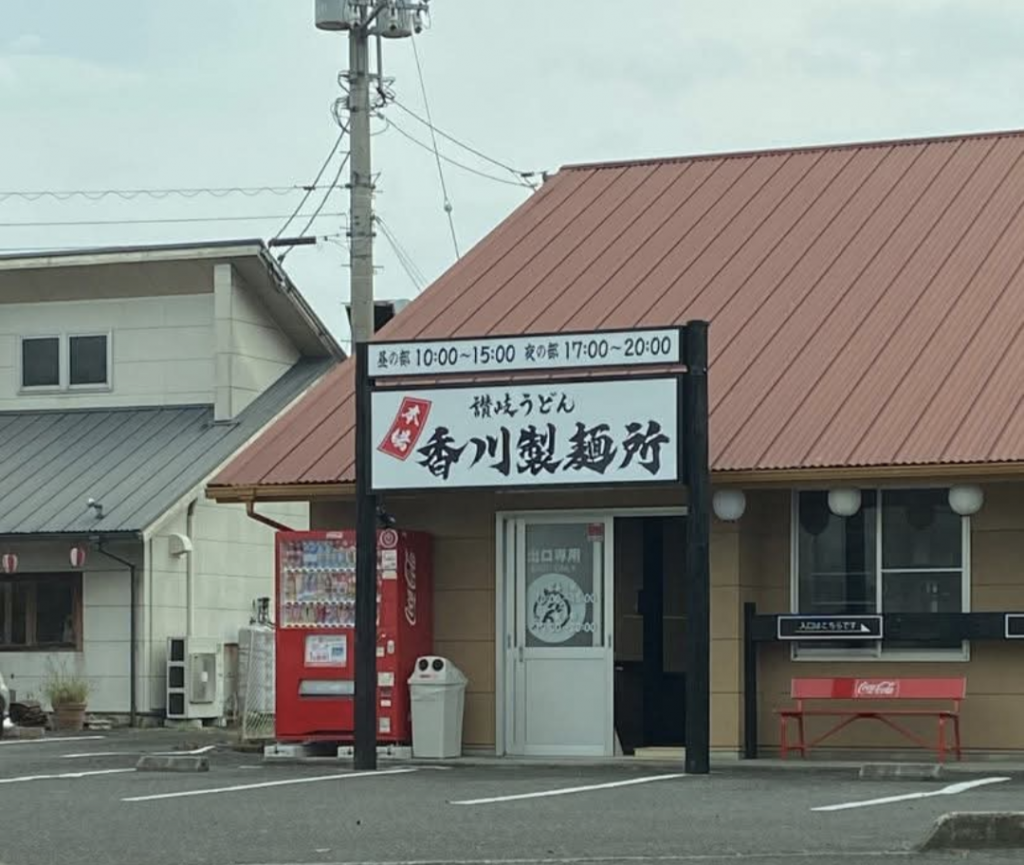 昼の部 10:00~15:00 夜の部 17:00~20:00
本場
讃岐うどん
香川製麺所
出口専用
EXIT ONLY
Coca-Cola
入口はこちらです
Coca-Cola